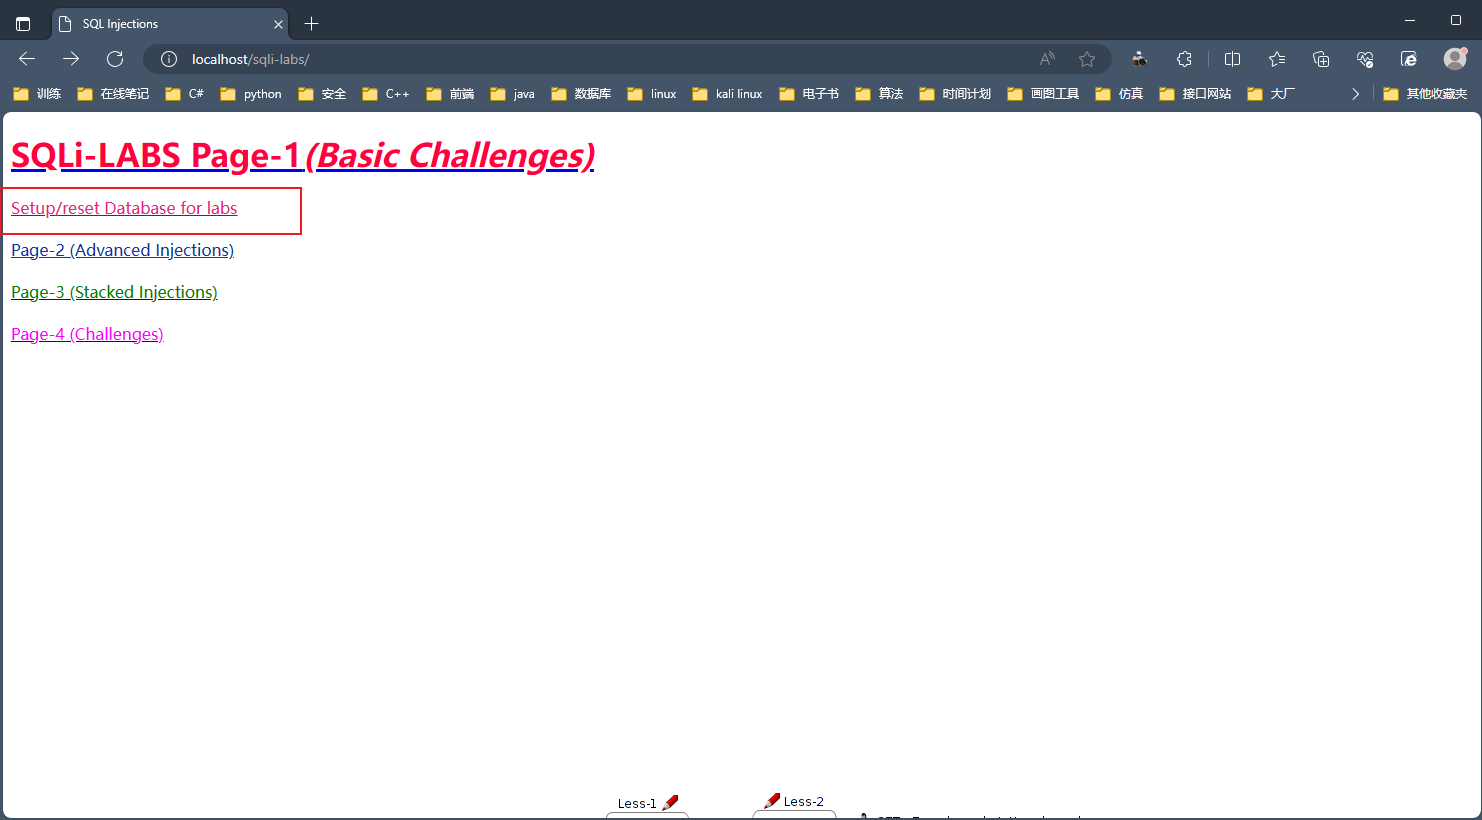 SQL Injections
localhost/sqli-labs/
训练 在线笔记 C# python 安全 C++ 前端 java 数据库 linux kali linux 电子书 算法 时间计划 画图工具 仿真 接口网站 大厂 其他收藏夹
SQLi-LABS Page-1 (Basic Challenges)
Setup/reset Database for labs
Page-2 (Advanced Injections)
Page-3 (Stacked Injections)
Page-4 (Challenges)
Less-1 Less-2